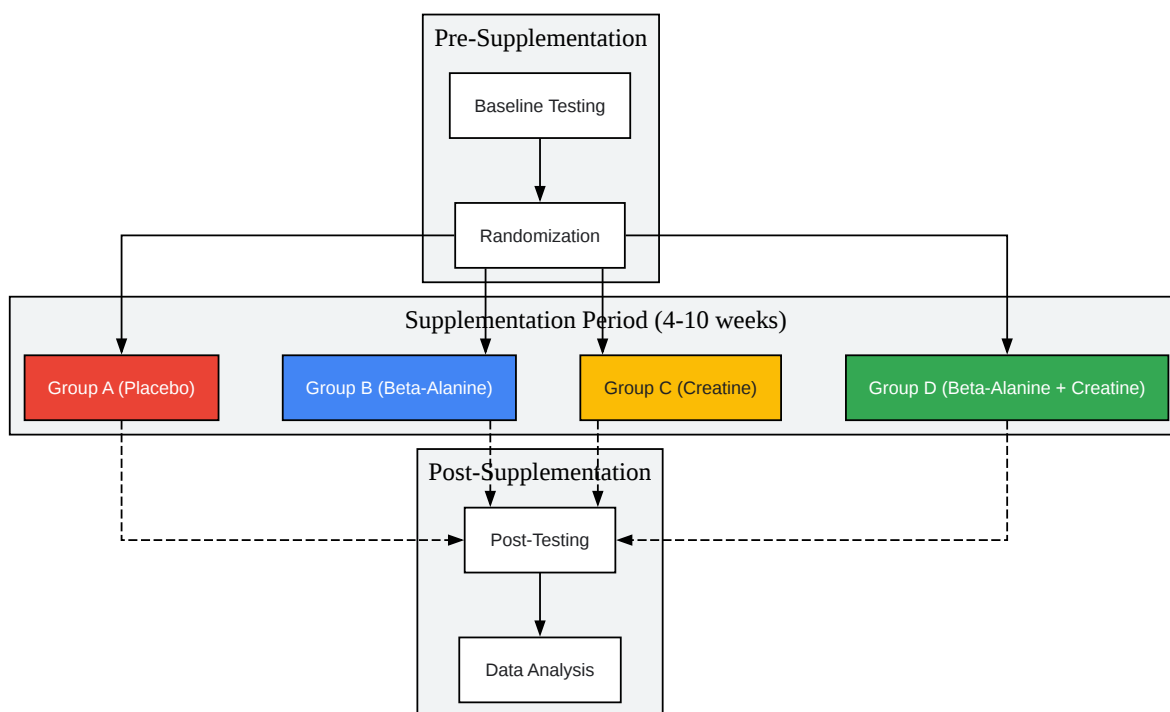 Pre-Supplementation
Baseline Testing
Randomization
Supplementation Period (4-10 weeks)
Group A (Placebo)
Group B (Beta-Alanine)
Group C (Creatine)
Group D (Beta-Alanine + Creatine)
Post-Supplementation
Post-Testing
Data Analysis